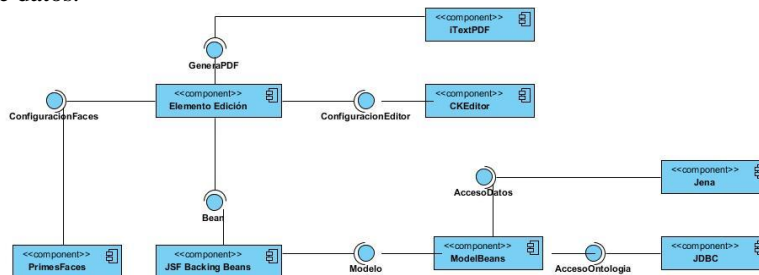 e datos.
<<component>>
iTextPDF
GeneraPDF
<<component>>
Elemento Edición
<<component>>
CKEditor
ConfiguracionFaces
ConfiguracionEditor
<<component>>
Jena
AccesoDatos
Bean
<<component>>
PrimesFaces
<<component>>
JSF Backing Beans
<<component>>
ModelBeans
<<component>>
JDBC
Modelo
AccesoOntologia